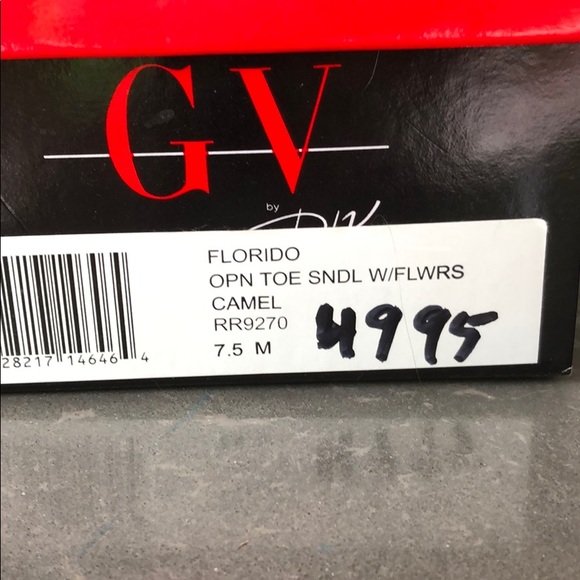 GV
by
FLORIDO
OPN TOE SNDL W/FLWRS
CAMEL
RR9270
7.5 M
4995
28217 14646 4